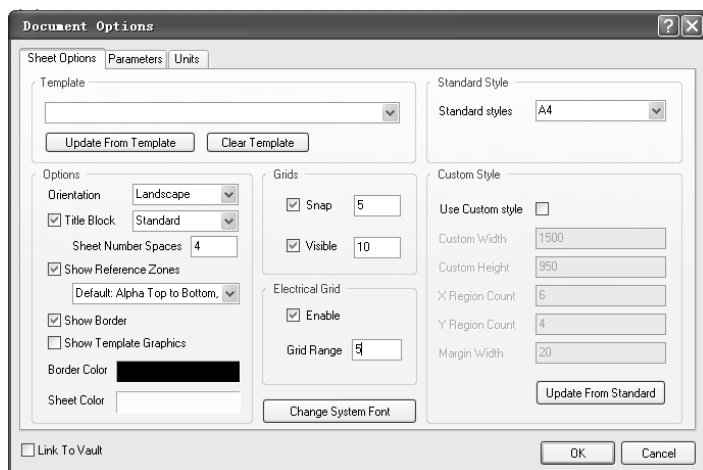 Document Options
Sheet Options Parameters Units
Template
Update From Template Clear Template
Standard Style
Standard styles A4
Options
Orientation Landscape
Title Block Standard
Sheet Number Spaces 4
Show Reference Zones
Default: Alpha Top to Bottom,
Show Border
Show Template Graphics
Border Color
Sheet Color
Grids
Snap 5
Visible 10
Electrical Grid
Enable
Grid Range 5
Change System Font
Custom Style
Use Custom style
Custom Width 1500
Custom Height 950
X Region Count 6
Y Region Count 4
Margin Width 20
Update From Standard
Link To Vault
OK Cancel